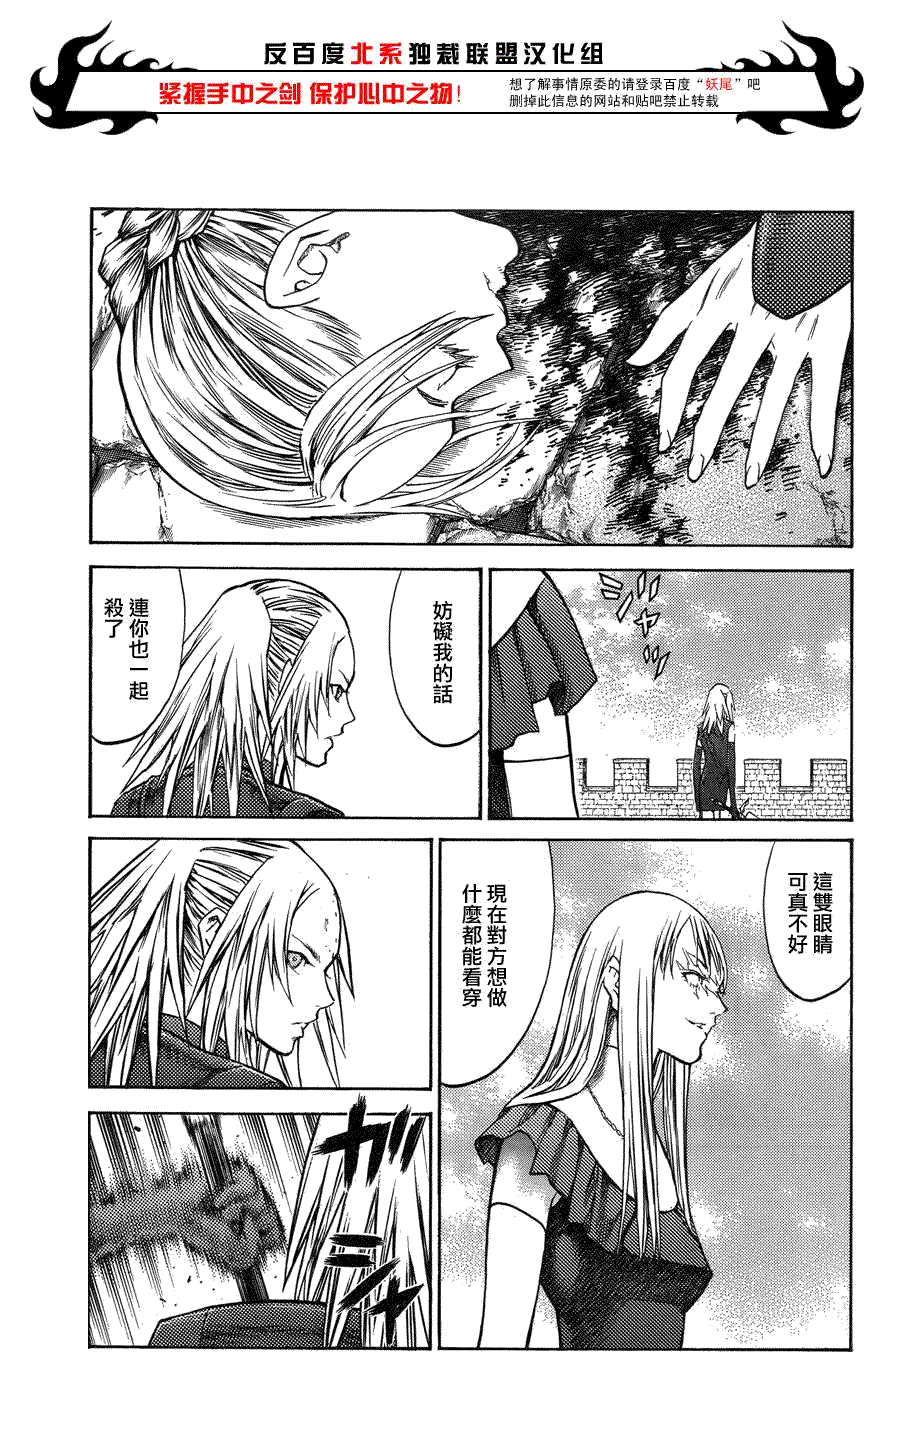 反百度北系独裁联盟汉化组
紧握手中之剑 保护心中之物!
想了解事情原委的请登录百度“妖尾”吧
删掉此信息的网站和贴吧禁止转载
妨礙我的話
連你也一起
殺了
這雙眼睛
可真不好
現在對方想做
什麼都能看穿
ガ